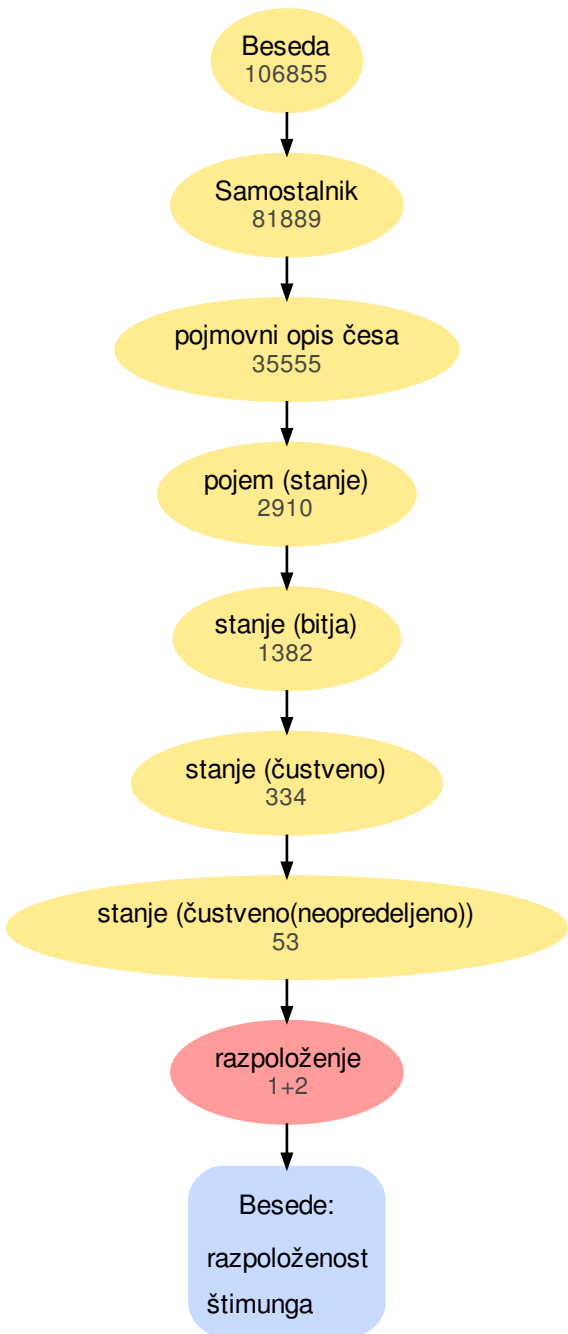 Beseda
106855
Samostalnik
81889
pojmovni opis česa
35555
pojem (stanje)
2910
stanje (bitja)
1382
stanje (čustveno)
334
stanje (čustveno(neopredeljeno))
53
razpoloženje
1+2
Besede:
razpoloženost
štimunga